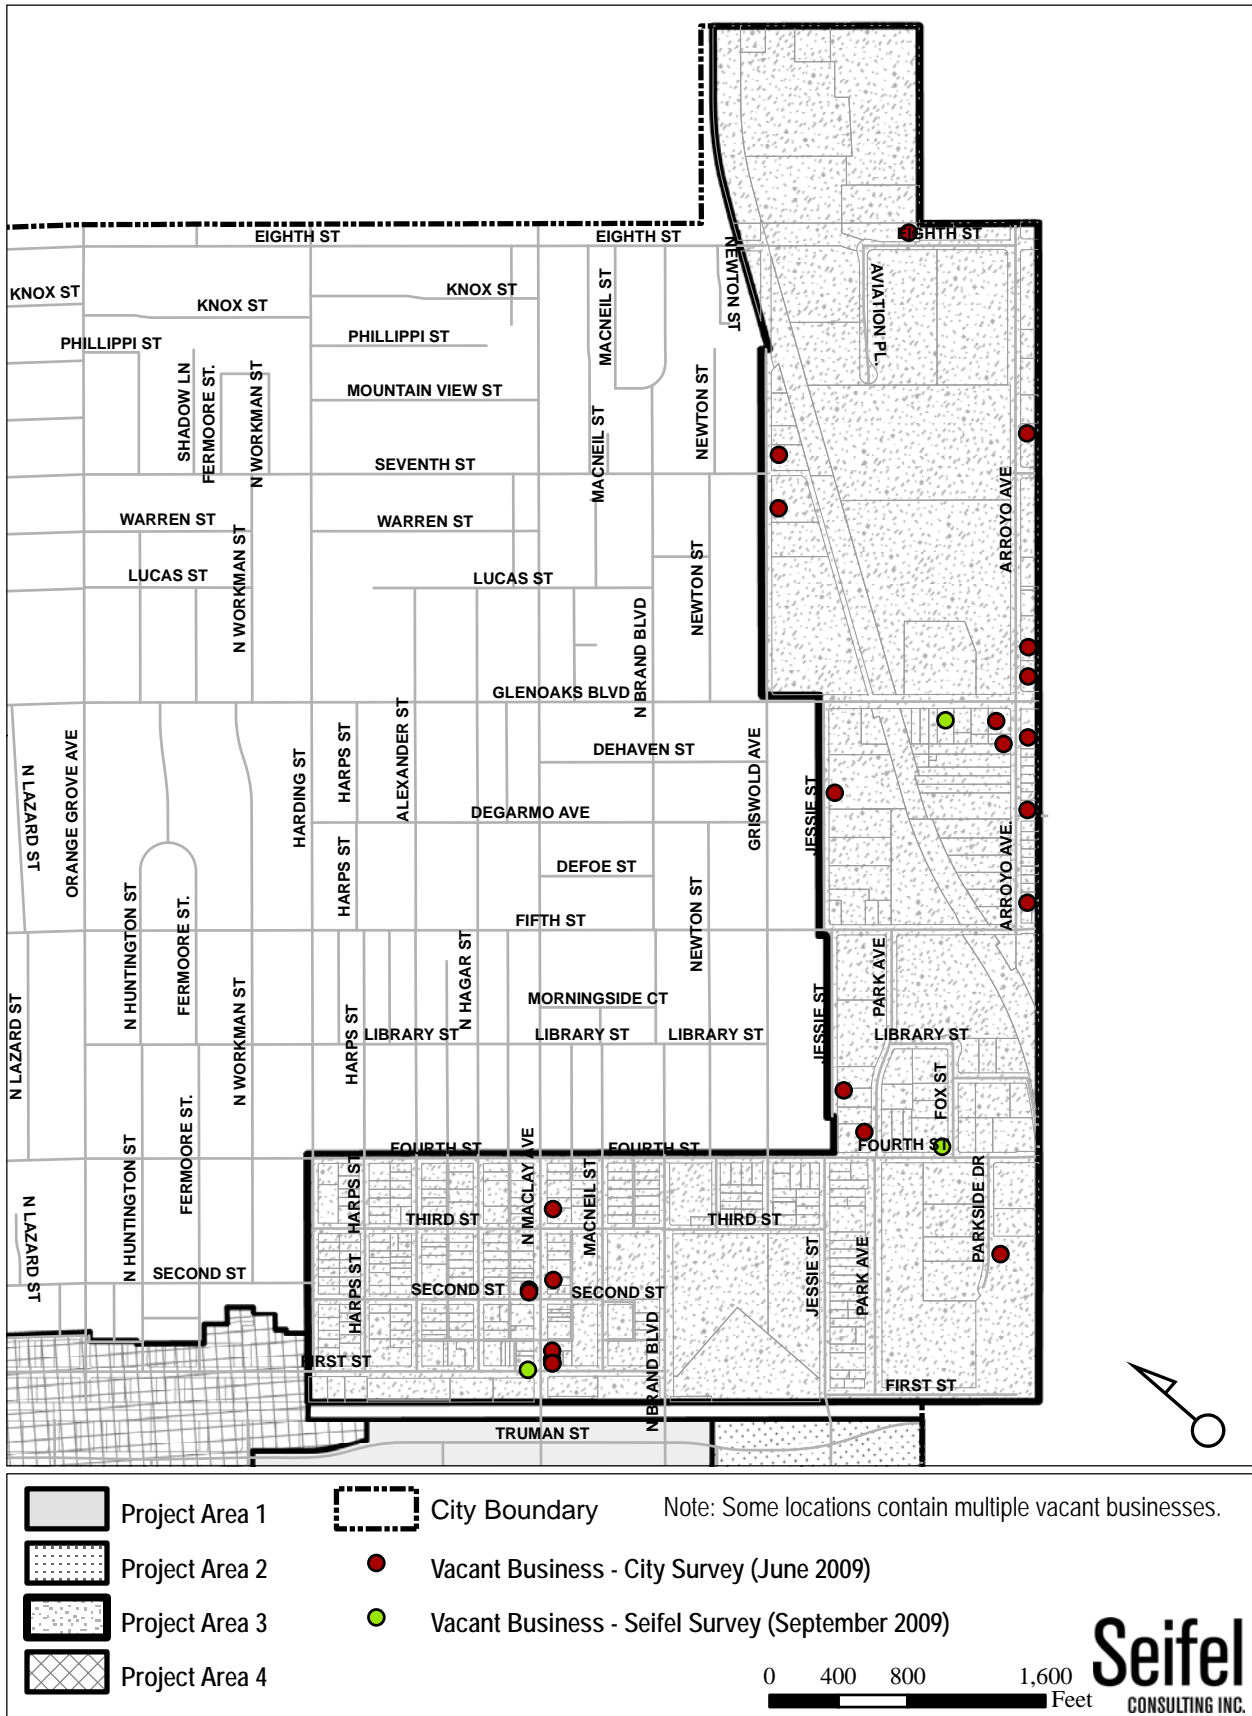 EIGHTH ST
EIGHTH ST
EIGHTH ST
NEWTON ST
KNOX ST
KNOX ST
KNOX ST
MACNEIL ST
AVIATION PL.
PHILLIPPI ST
PHILLIPPI ST
SHADOW LN
FERMOORE ST.
N WORKMAN ST
MOUNTAIN VIEW ST
MACNEIL ST
NEWTON ST
SEVENTH ST
ARROYO AVE
WARREN ST
WARREN ST
N WORKMAN ST
LUCAS ST
LUCAS ST
NEWTON ST
N BRAND BLVD
GLENOAKS BLVD
N LAZARD ST
ORANGE GROVE AVE
HARDING ST
HARPS ST
ALEXANDER ST
DEHAVEN ST
GRISWOLD AVE
JESSIE ST
DEGARMO AVE
HARPS ST
DEFOE ST
ARROYO AVE.
N HUNTINGTON ST
FERMOORE ST.
FIFTH ST
NEWTON ST
N HAGAR ST
PARK AVE
N LAZARD ST
N WORKMAN ST
HARPS ST
MORNINGSIDE CT
LIBRARY ST
LIBRARY ST
LIBRARY ST
JESSIE ST
LIBRARY ST
FOX ST
N HUNTINGTON ST
FERMOORE ST.
FOURTH ST
FOURTH ST
FOURTH ST
N LAZARD ST
HARPS ST
N MACLAY AVE
MACNEIL ST
THIRD ST
THIRD ST
PARKSIDE DR
SECOND ST
HARPS ST
SECOND ST
SECOND ST
JESSIE ST
PARK AVE
N BRAND BLVD
FIRST ST
FIRST ST
TRUMAN ST
Project Area 1
City Boundary
Note: Some locations contain multiple vacant businesses.
Project Area 2
Vacant Business - City Survey (June 2009)
Project Area 3
Vacant Business - Seifel Survey (September 2009)
Project Area 4
0 400 800 1,600
Feet
Seifel
CONSULTING INC.